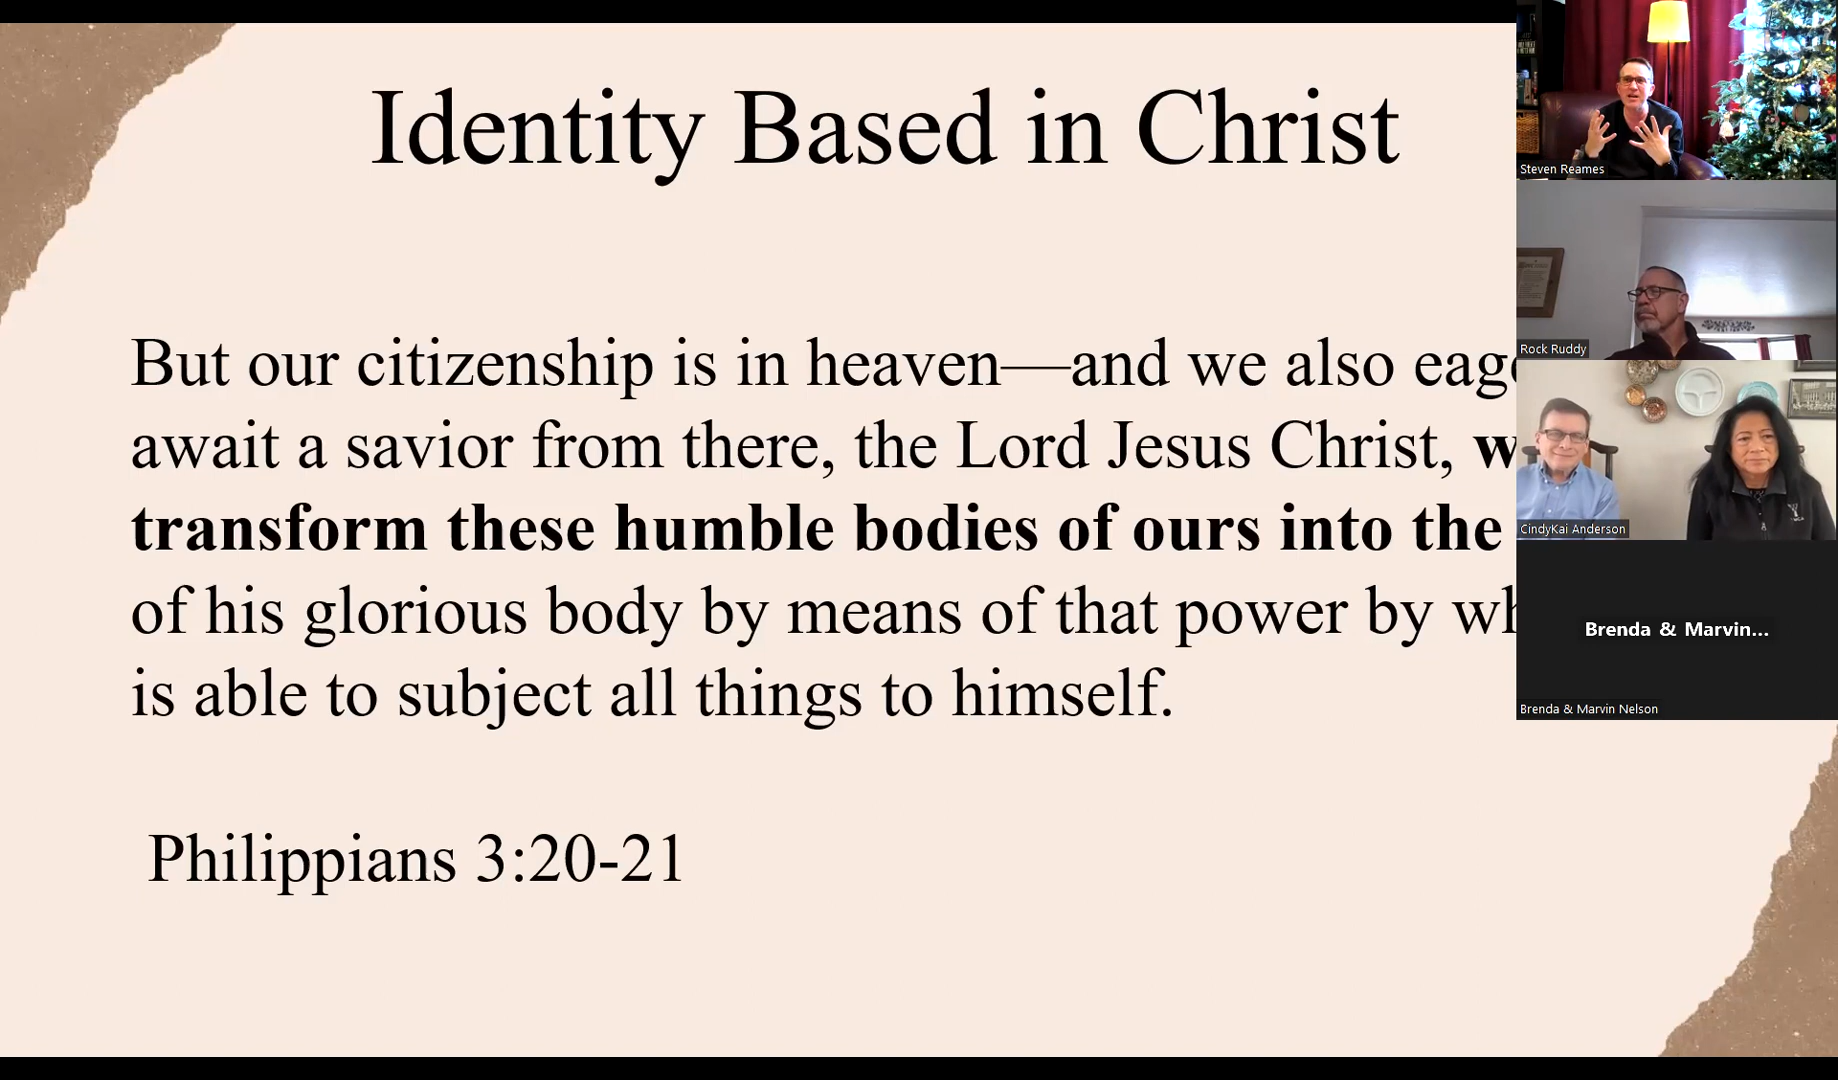 Identity Based in Christ
But our citizenship is in heaven—and we also
await a savior from there, the Lord Jesus Christ,
transform these humble bodies of ours into the
of his glorious body by means of that power by
is able to subject all things to himself.
Philippians 3:20-21
Steven Reames
Rock Ruddy
CindyKai Anderson
Brenda & Marvin...
Brenda & Marvin Nelson